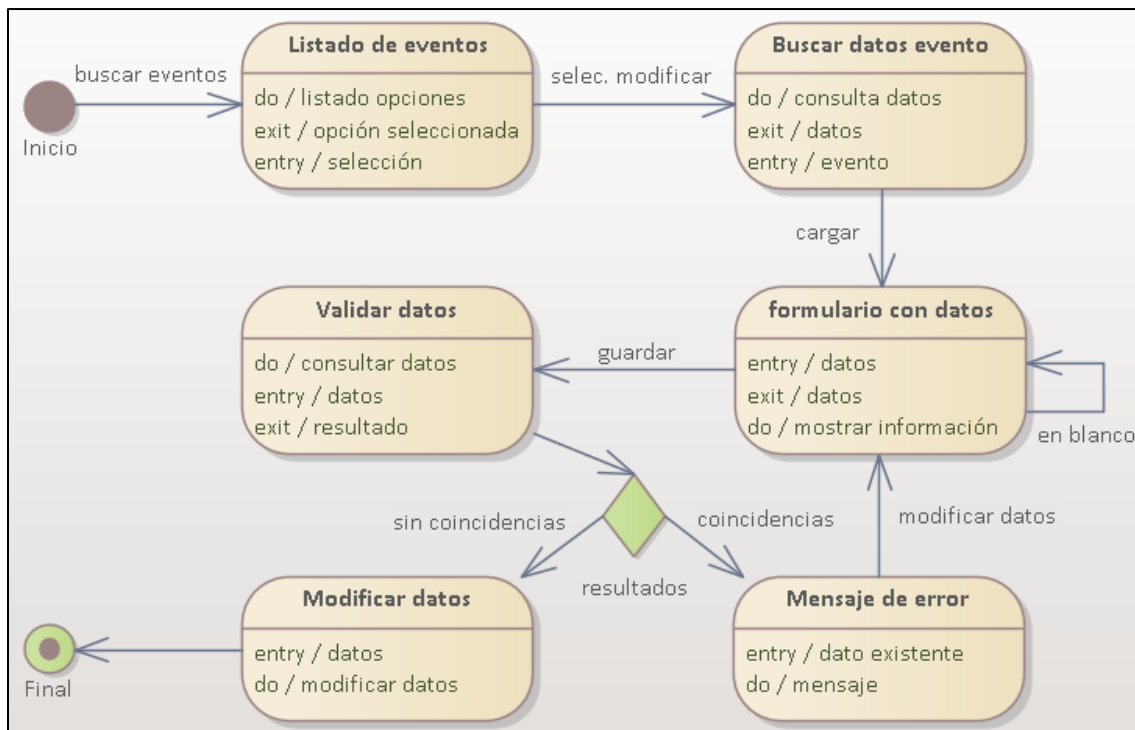 Listado de eventos
do / listado opciones
exit / opción seleccionada
entry / selección
buscar eventos
Inicio
selec. modificar
Buscar datos evento
do / consulta datos
exit / datos
entry / evento
cargar
Validar datos
do / consultar datos
entry / datos
exit / resultado
guardar
formulario con datos
entry / datos
exit / datos
do / mostrar información
en blanco
sin coincidencias
coincidencias
modificar datos
resultados
Modificar datos
entry / datos
do / modificar datos
Mensaje de error
entry / dato existente
do / mensaje
Final